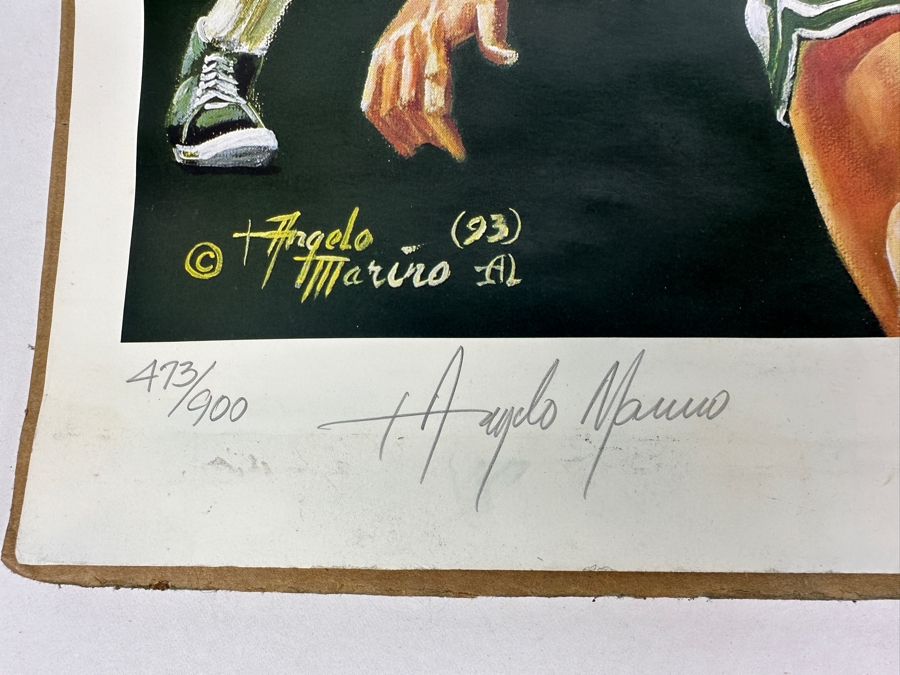 © Angelo (93)
Marino AL
473/900 Angelo Marino